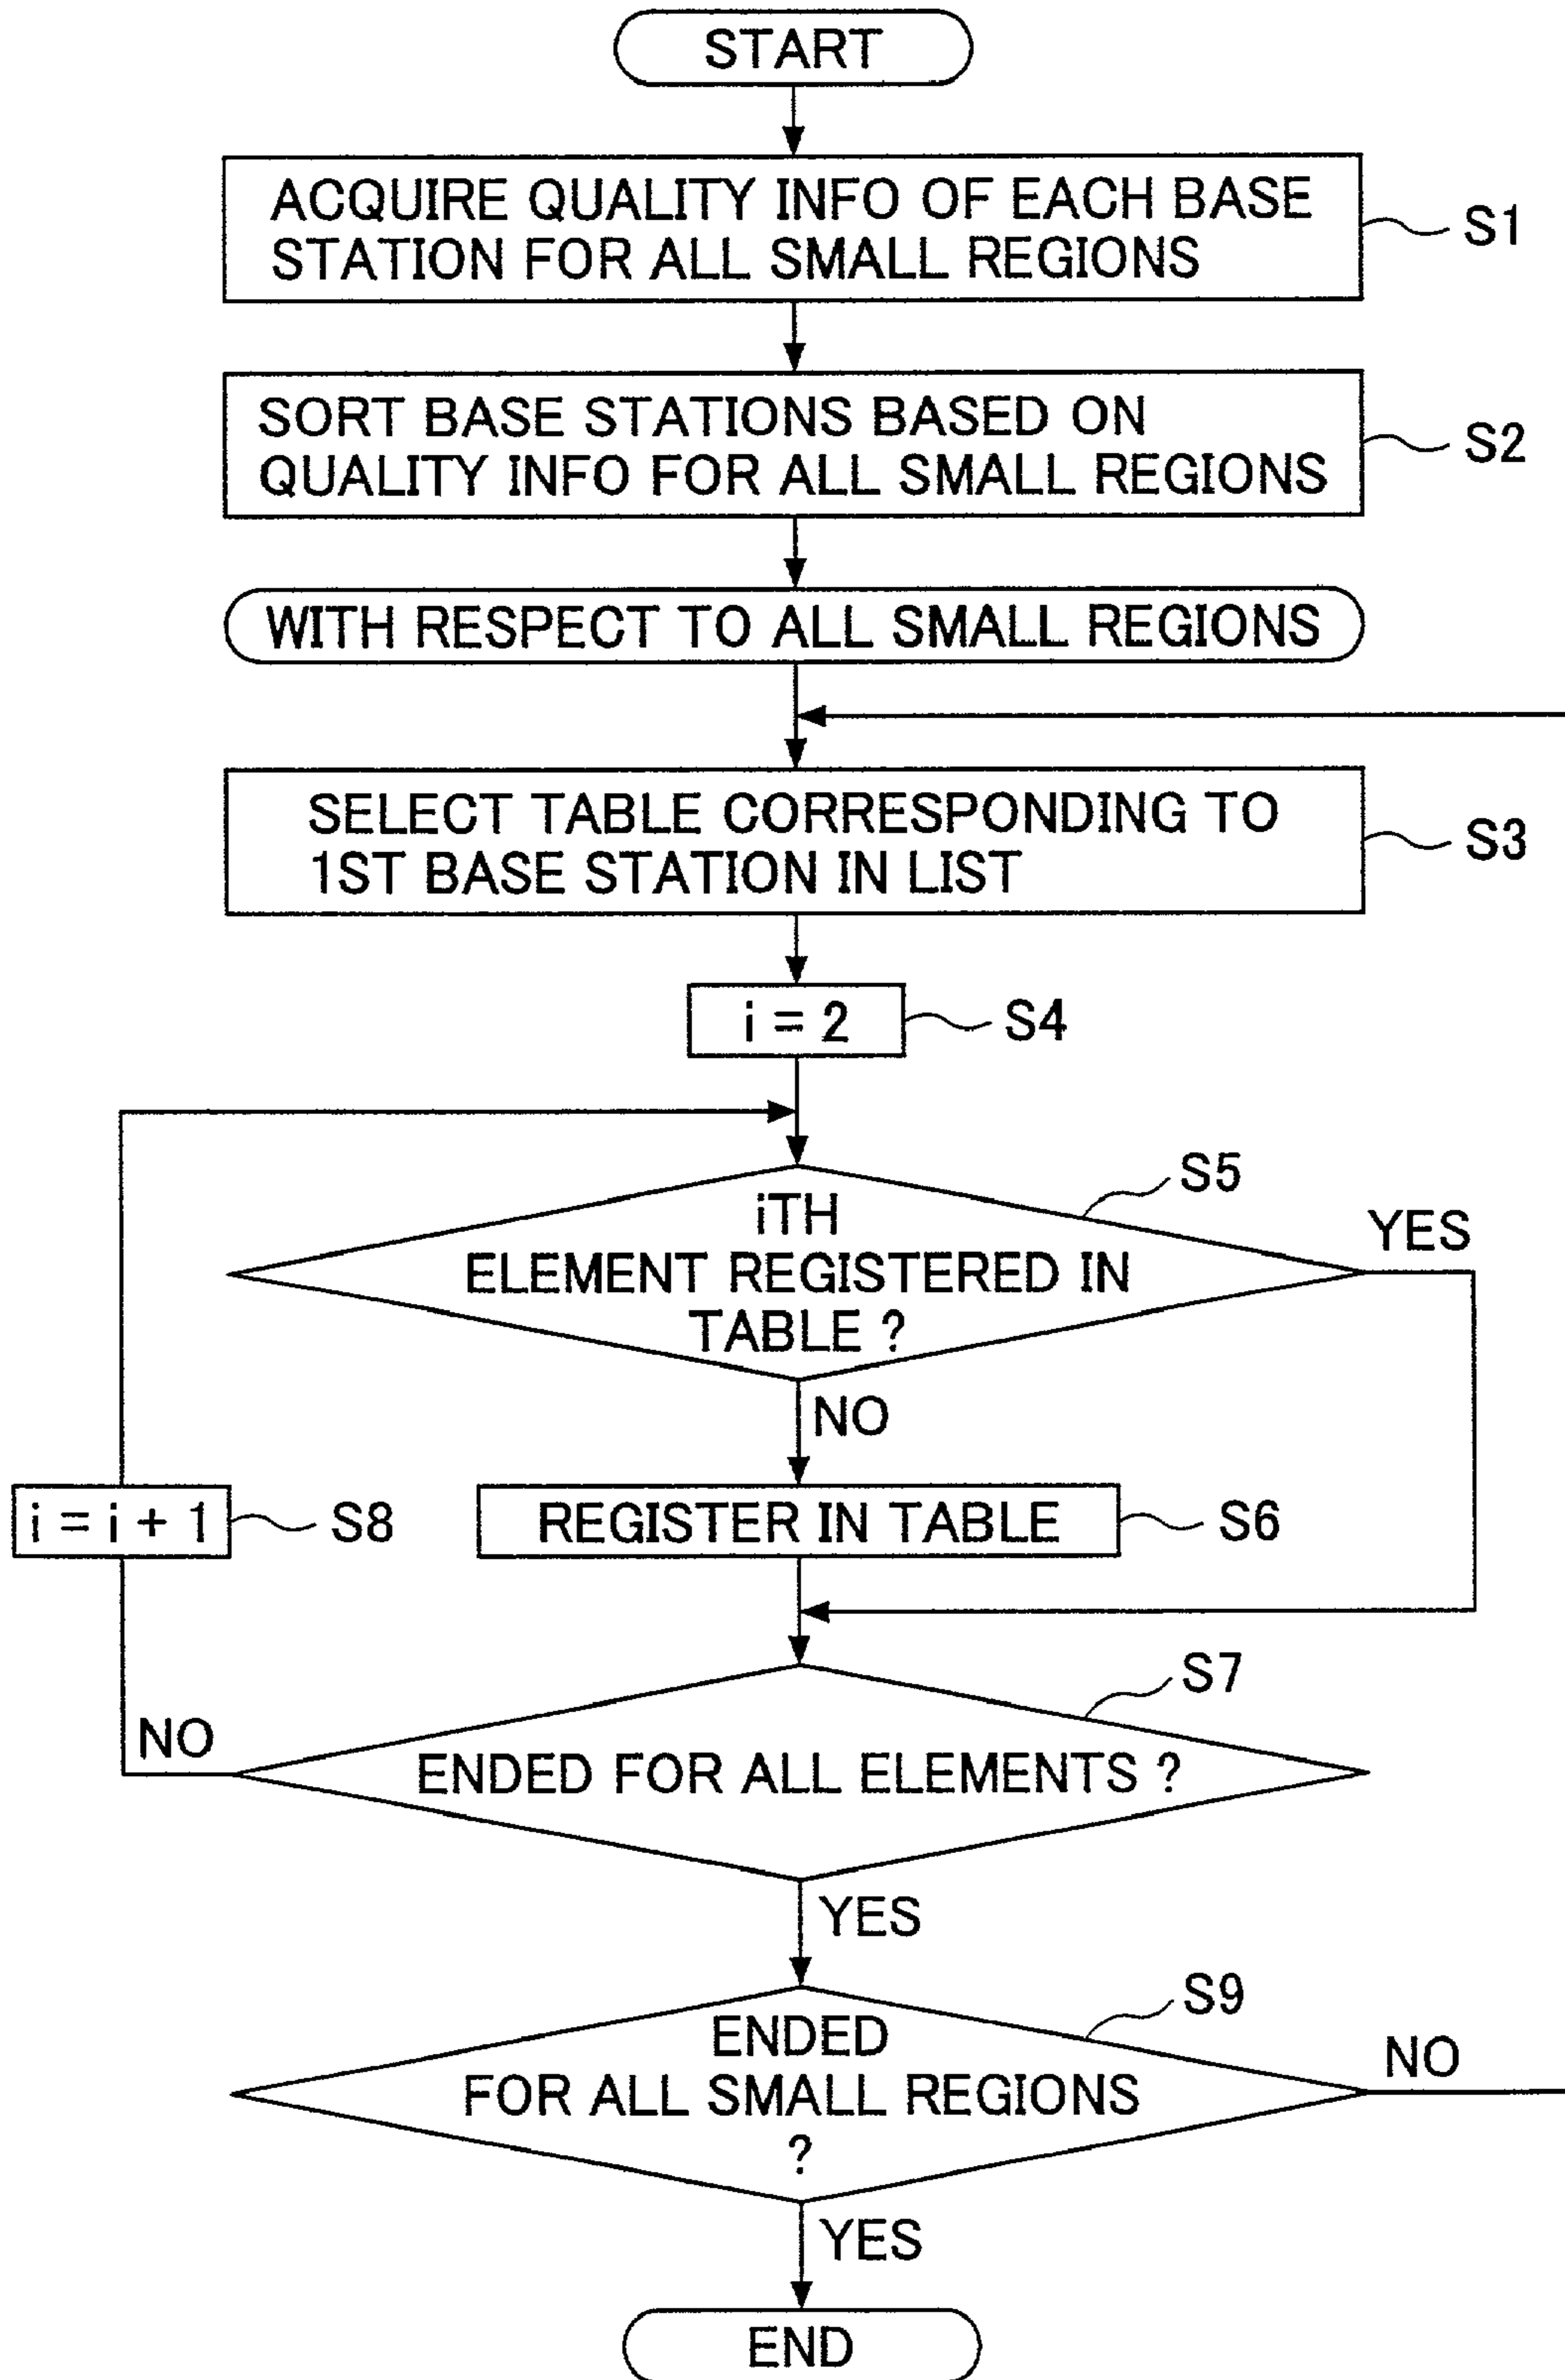 START
ACQUIRE QUALITY INFO OF EACH BASE
STATION FOR ALL SMALL REGIONS
S1
SORT BASE STATIONS BASED ON
QUALITY INFO FOR ALL SMALL REGIONS
S2
WITH RESPECT TO ALL SMALL REGIONS
SELECT TABLE CORRESPONDING TO
1ST BASE STATION IN LIST
S3
i = 2
S4
iTH
ELEMENT REGISTERED IN
TABLE ?
S5
YES
NO
i = i + 1
S8
REGISTER IN TABLE
S6
S7
NO
ENDED FOR ALL ELEMENTS ?
YES
S9
ENDED
FOR ALL SMALL REGIONS
?
NO
YES
END